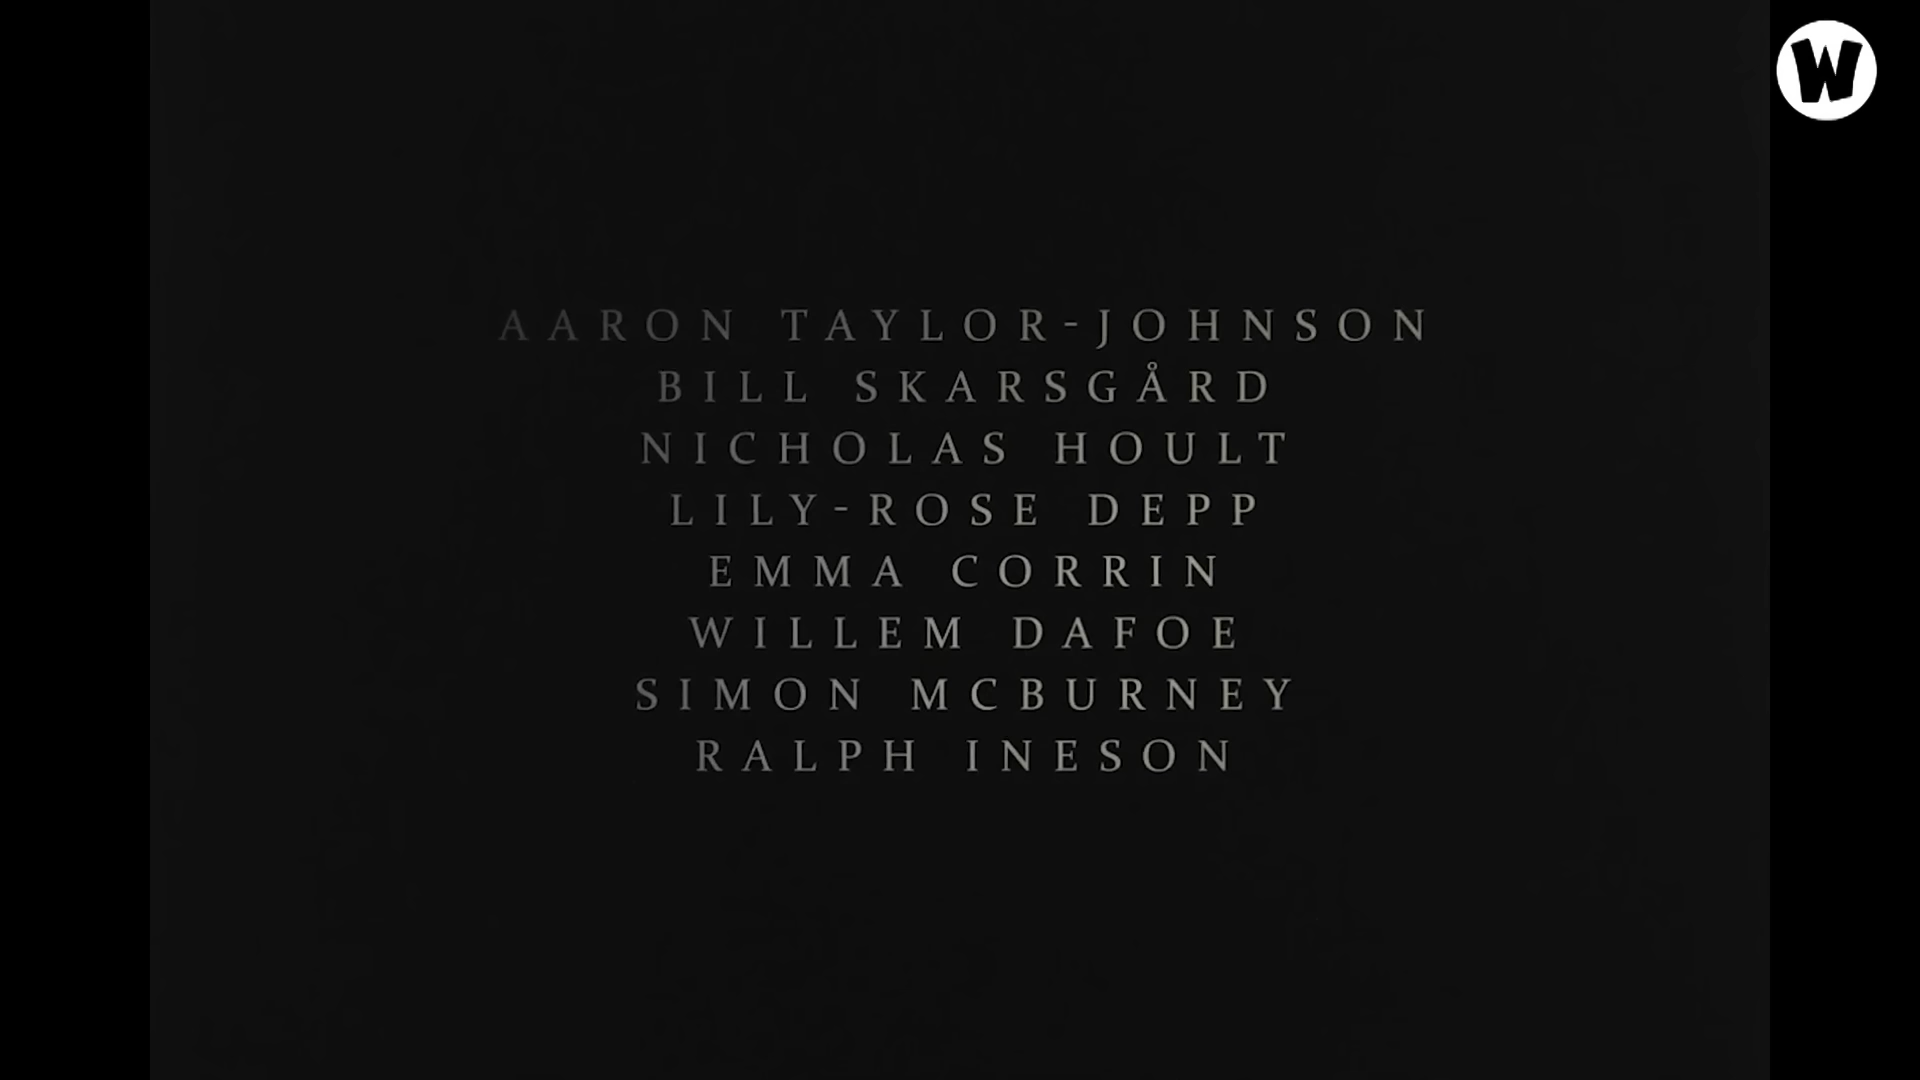 W
AARON TAYLOR-JOHNSON
BILL SKARSGÅRD
NICHOLAS HOULT
LILY-ROSE DEPP
EMMA CORRIN
WILLEM DAFOE
SIMON MCBURNEY
RALPH INESON